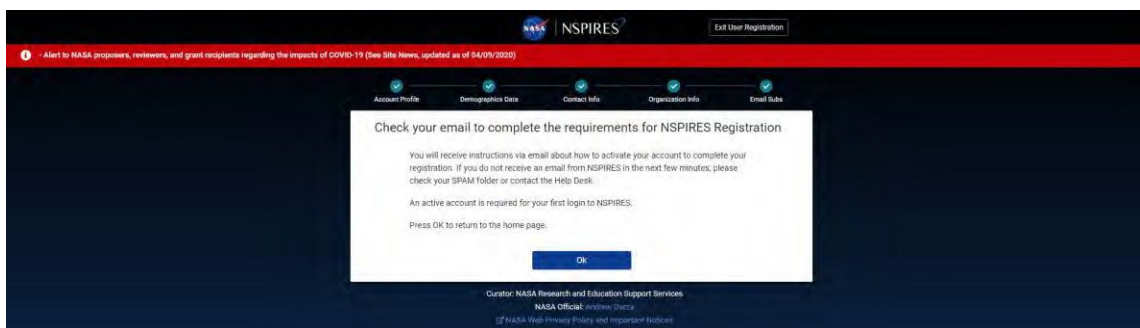 NASA NSPIRES
Exit User Registration
- Alert to NASA proposers, reviewers, and grant recipients regarding the impacts of COVID-19 (See Site News, updated as of 04/09/2020)
Account Profile Demographics Data Contact Info Organization Info Email Subs
Check your email to complete the requirements for NSPIRES Registration
You will receive instructions via email about how to activate your account to complete your
registration. If you do not receive an email from NSPIRES in the next few minutes, please
check your SPAM folder or contact the Help Desk.
An active account is required for your first login to NSPIRES.
Press OK to return to the home page.
Ok
Curator: NASA Research and Education Support Services
NASA Official: Andrew
NASA Web Privacy Policy and Important Notices